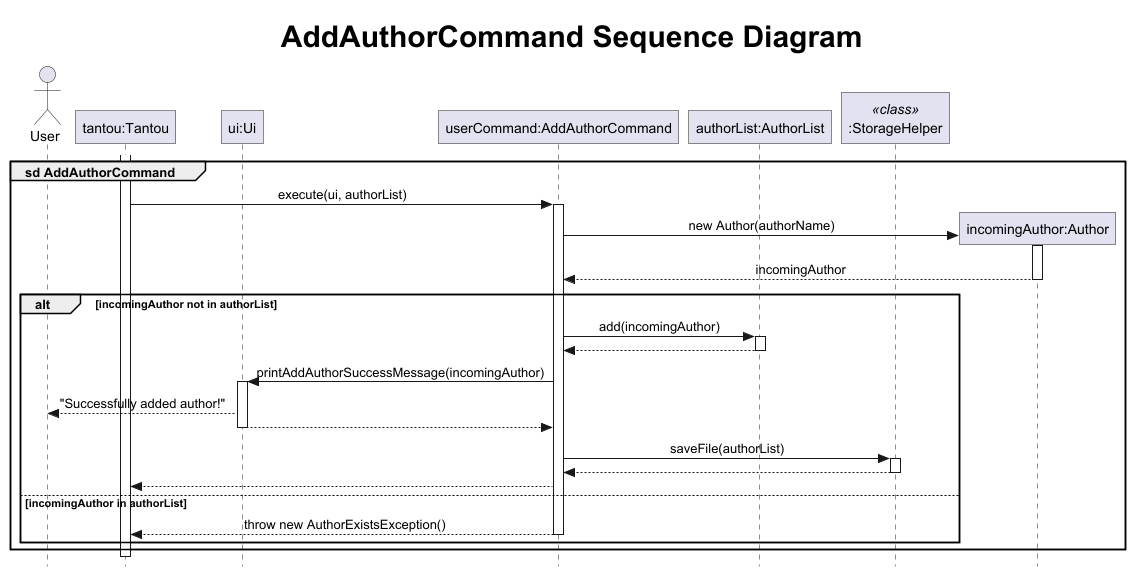 AddAuthorCommand Sequence Diagram
User
tantou:Tantou
ui:Ui
userCommand:AddAuthorCommand
authorList:AuthorList
«class»
:StorageHelper
sd AddAuthorCommand
execute(ui, authorList)
new Author(authorName)
incomingAuthor:Author
incomingAuthor
alt
[incomingAuthor not in authorList]
add(incomingAuthor)
printAddAuthorSuccessMessage(incomingAuthor)
"Successfully added author!"
saveFile(authorList)
[incomingAuthor in authorList]
throw new AuthorExistsException()